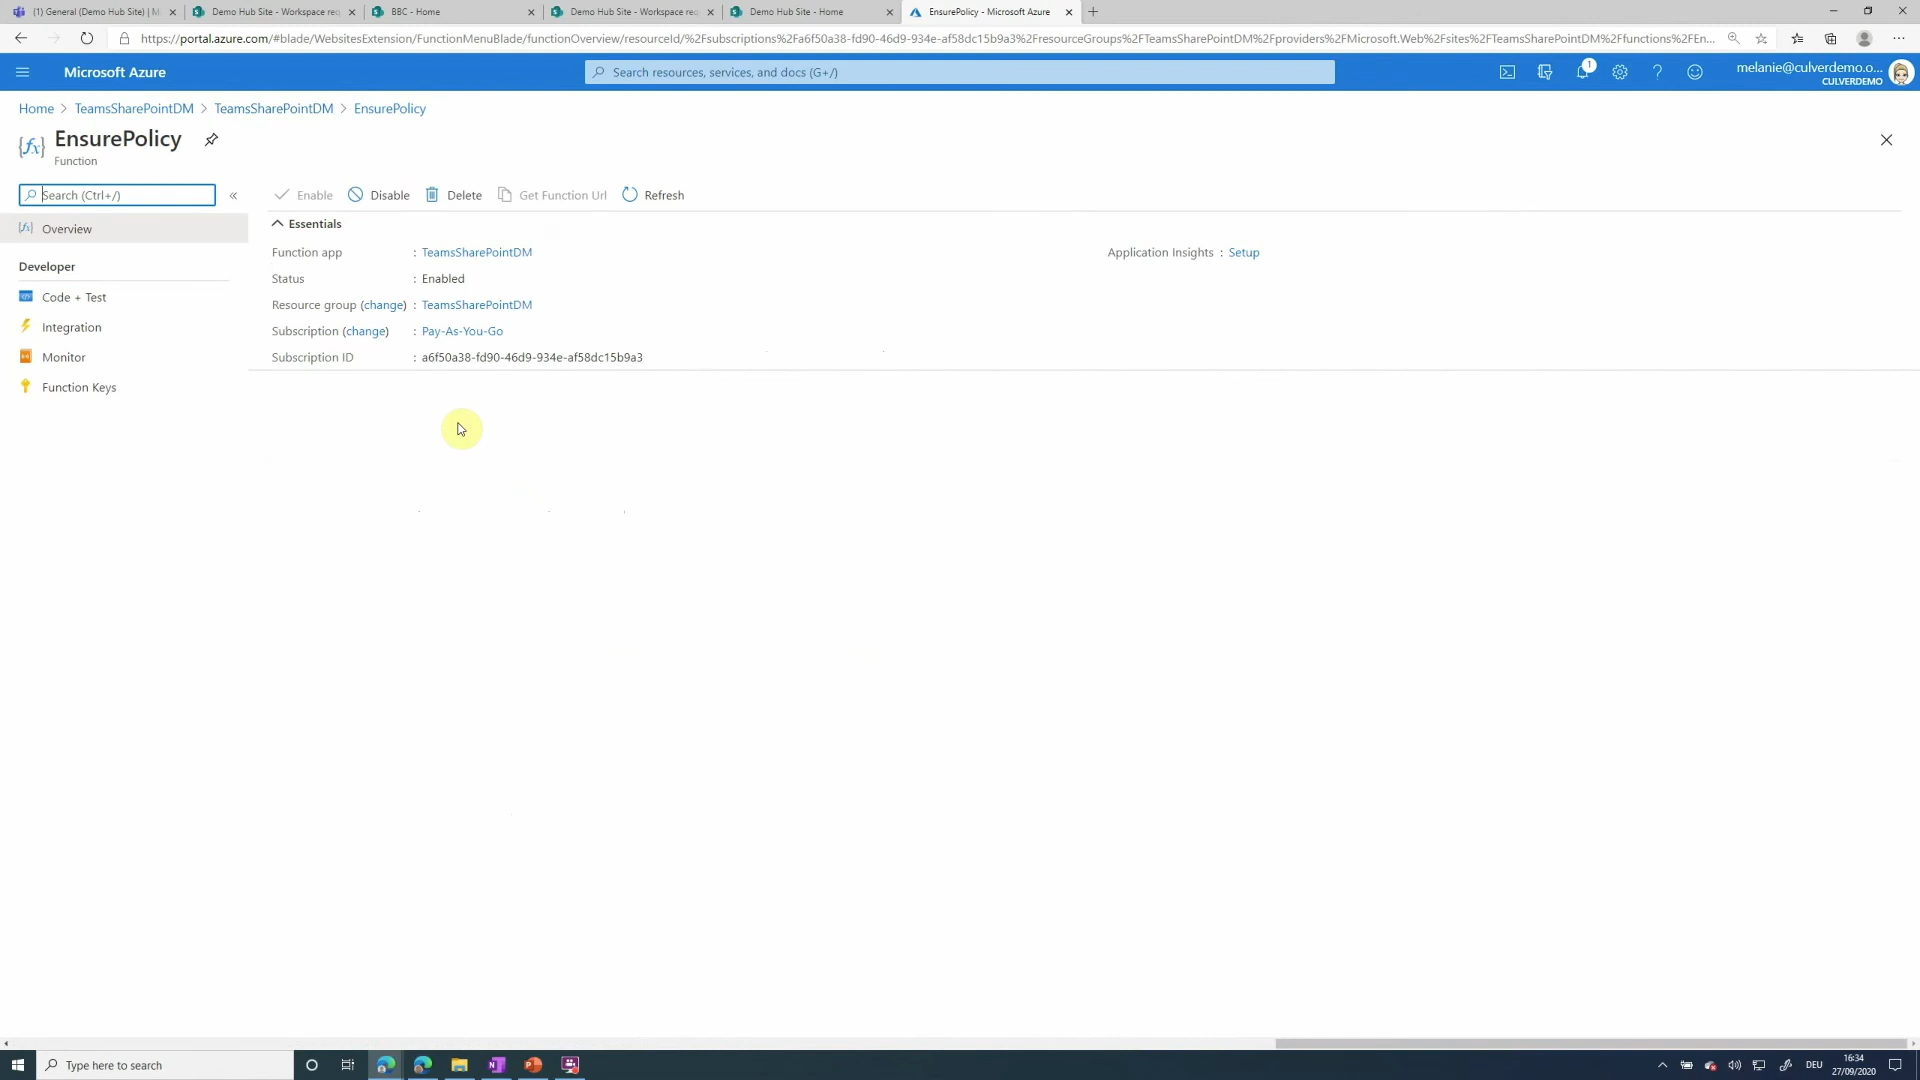 (1) General (Demo Hub Site) | M
Demo Hub Site - Workspace req
BBC - Home
Demo Hub Site - Workspace rec
Demo Hub Site - Home
EnsurePolicy - Microsoft Azure
https://portal.azure.com/#blade/WebsitesExtension/FunctionMenuBlade/functionOverview/resourceId/%2Fsubscriptions%2Fa6f50a38-fd90-46d9-934e-af58dc15b9a3%2FresourceGroups%2FTeamsSharePointDM%2Fproviders%2FMicrosoft.Web%2Fsites%2FTeamsSharePointDM%2Ffunctions%2FEn...
Microsoft Azure
Search resources, services, and docs (G+/)
1
melanie@culverdemo.o...
CULVERDEMO
Home > TeamsSharePointDM > TeamsSharePointDM > EnsurePolicy
EnsurePolicy
Function
Search (Ctrl+/)
«
Enable
Disable
Delete
Get Function Url
Refresh
Overview
Developer
Code + Test
Integration
Monitor
Function Keys
Essentials
Function app : TeamsSharePointDM
Application Insights : Setup
Status : Enabled
Resource group (change) : TeamsSharePointDM
Subscription (change) : Pay-As-You-Go
Subscription ID : a6f50a38-fd90-46d9-934e-af58dc15b9a3
Type here to search
DEU
16:34
27/09/2020